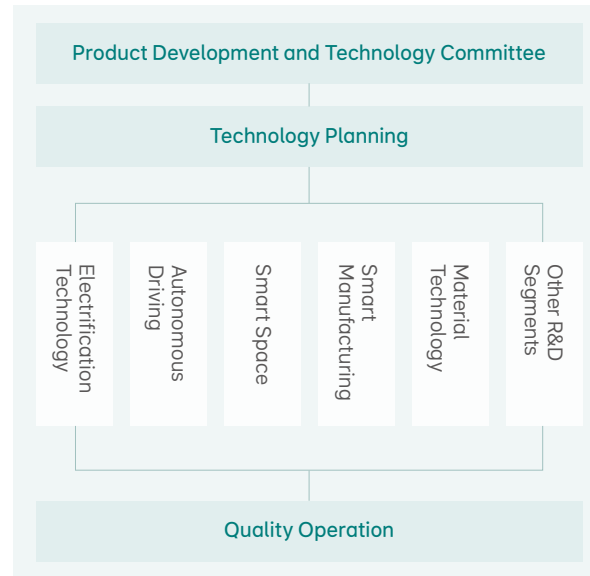 Product Development and Technology Committee
Technology Planning
Electrification
Technology
Autonomous
Driving
Smart Space
Smart
Manufacturing
Material
Technology
Other R&D
Segments
Quality Operation